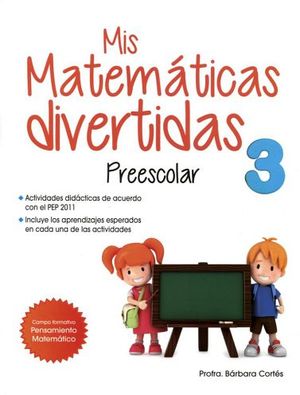 Mis
Matemáticas
divertidas
Preescolar 3
Actividades didácticas de acuerdo
con el PEP 2011
Incluye los aprendizajes esperados
en cada una de las actividades
Campo formativo
Pensamiento
Matemático
Profra. Bárbara Cortés